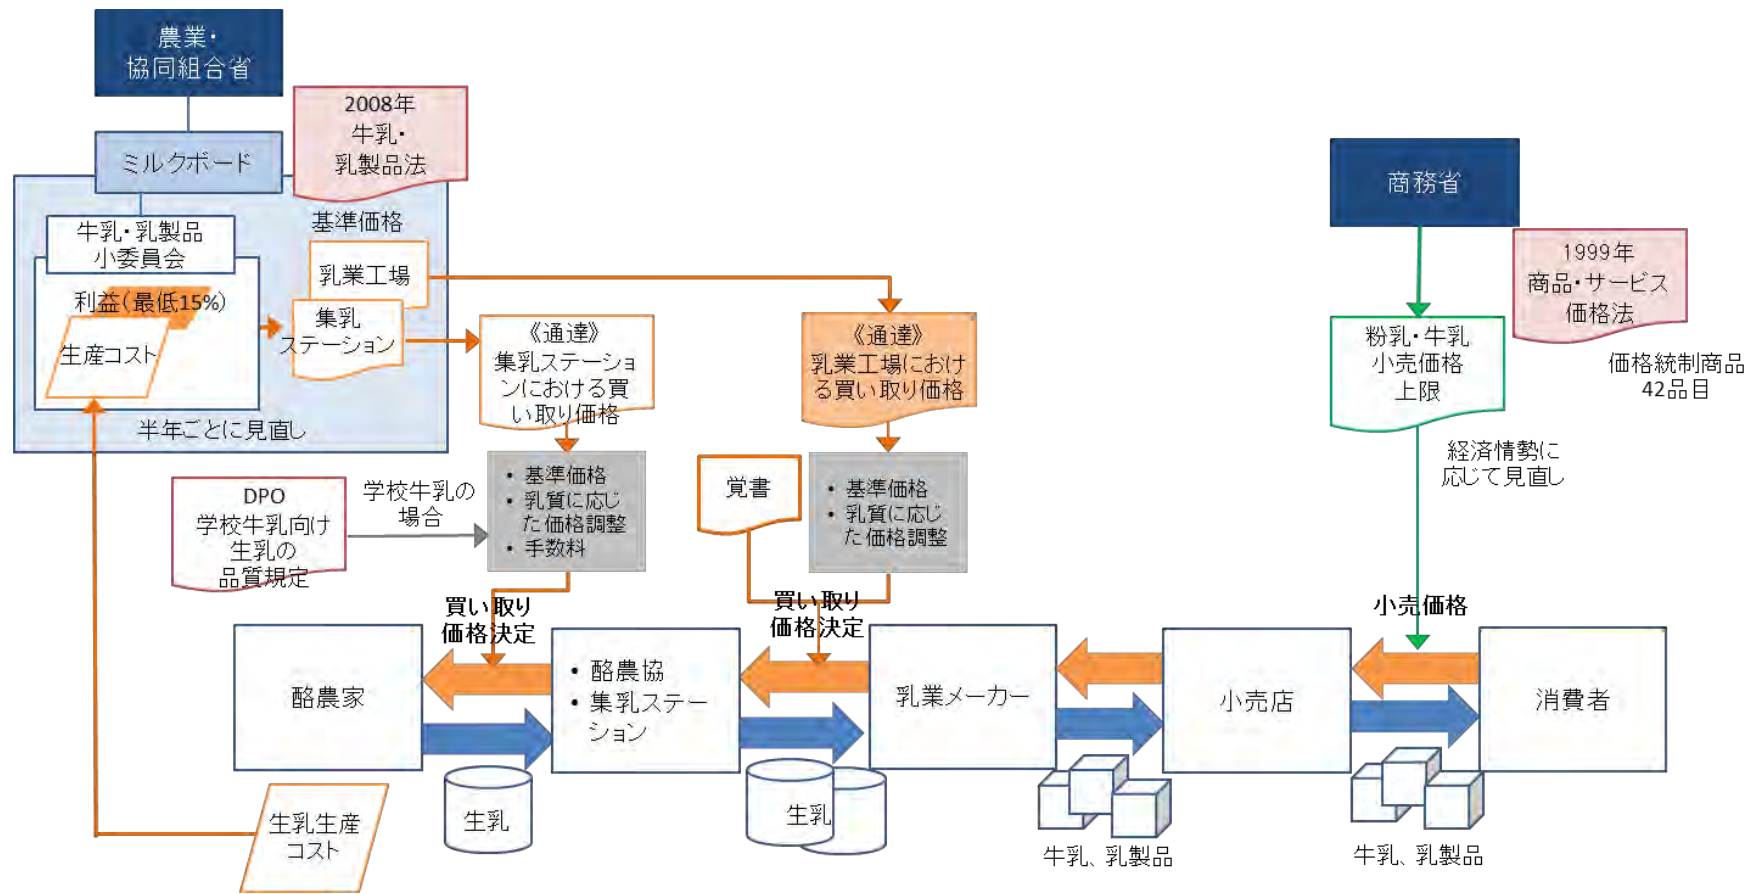 農業・
協同組合省
ミルクボード
2008年
牛乳・
乳製品法
牛乳・乳製品
小委員会
利益(最低15%)
生産コスト
基準価格
乳業工場
集乳
ステーション
半年ごとに見直し
《通達》
集乳ステーショ
ンにおける買
い取り価格
《通達》
乳業工場におけ
る買い取り価格
商務省
1999年
商品・サービス
価格法
粉乳・牛乳
小売価格
上限
価格統制商品
42品目
経済情勢に
応じて見直し
DPO
学校牛乳向け
生乳の
品質規定
学校牛乳の
場合
• 基準価格
• 乳質に応じ
た価格調整
• 手数料
覚書
• 基準価格
• 乳質に応じ
た価格調整
買い取り
価格決定
買い取り
価格決定
小売価格
酪農家
• 酪農協
• 集乳ステー
ション
乳業メーカー
小売店
消費者
生乳生産
コスト
生乳
生乳
牛乳、乳製品
牛乳、乳製品